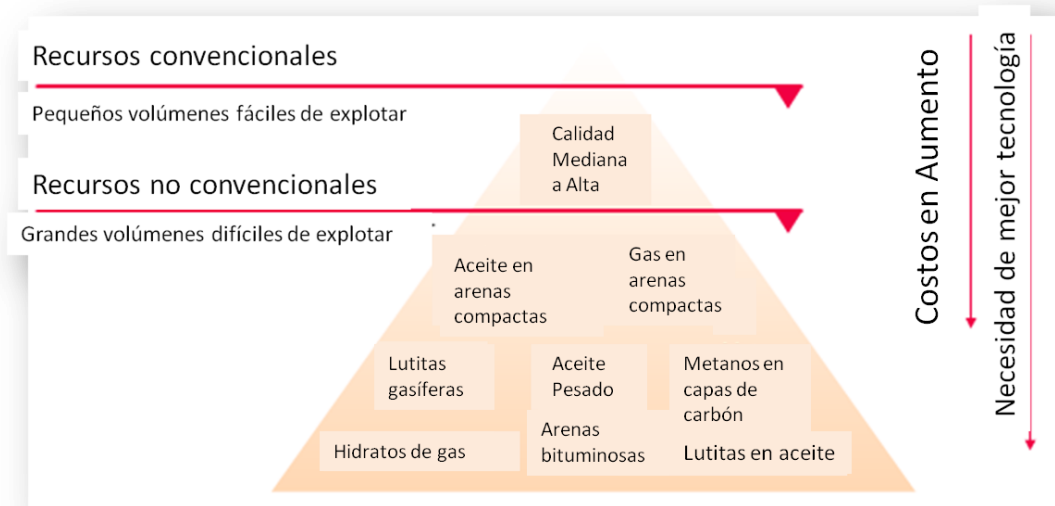 Recursos convencionales
Pequeños volúmenes fáciles de explotar
Calidad
Mediana
a Alta
Recursos no convencionales
Grandes volúmenes difíciles de explotar
Aceite en
arenas
compactas
Gas en
arenas
compactas
Lutitas
gasíferas
Aceite
Pesado
Metanos en
capas de
carbón
Hidratos de gas
Arenas
bituminosas
Lutitas en aceite
Costos en Aumento
Necesidad de mejor tecnología